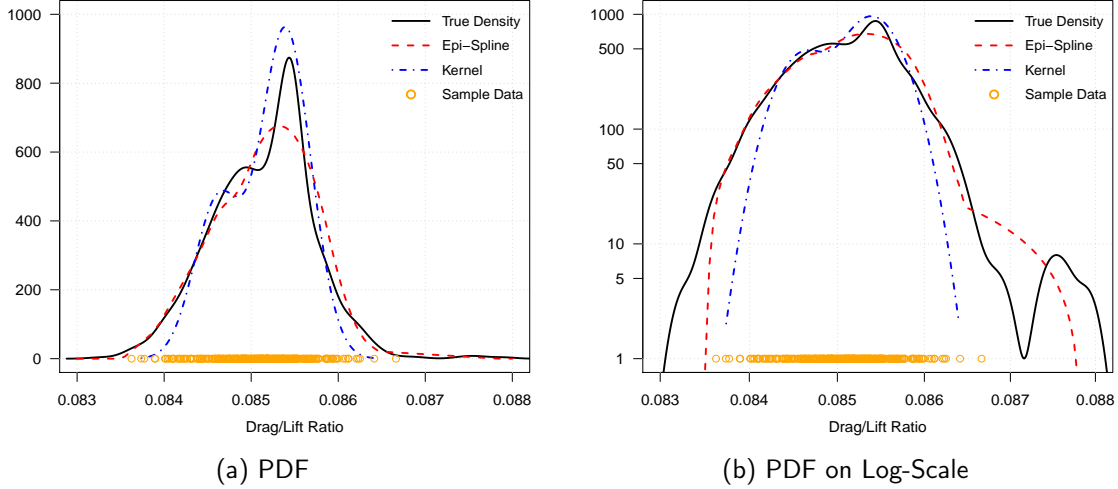 1000
800
600
400
200
0
0.083 0.084 0.085 0.086 0.087 0.088
Drag/Lift Ratio
True Density
Epi−Spline
Kernel
Sample Data
(a) PDF
1000
500
100
50
10
5
1
0.083 0.084 0.085 0.086 0.087 0.088
Drag/Lift Ratio
True Density
Epi−Spline
Kernel
Sample Data
(b) PDF on Log-Scale